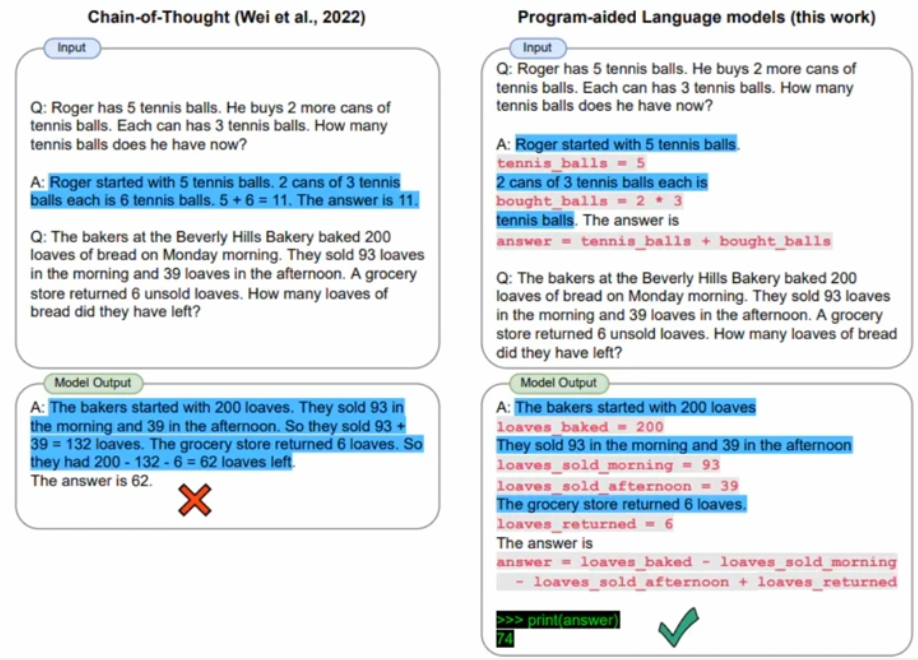 Chain-of-Thought (Wei et al., 2022)
Input
Q: Roger has 5 tennis balls. He buys 2 more cans of
tennis balls. Each can has 3 tennis balls. How many
tennis balls does he have now?
A: Roger started with 5 tennis balls. 2 cans of 3 tennis
balls each is 6 tennis balls. 5 + 6 = 11. The answer is 11.
Q: The bakers at the Beverly Hills Bakery baked 200
loaves of bread on Monday morning. They sold 93 loaves
in the morning and 39 loaves in the afternoon. A grocery
store returned 6 unsold loaves. How many loaves of
bread did they have left?
Model Output
A: The bakers started with 200 loaves. They sold 93 in
the morning and 39 in the afternoon. So they sold 93 +
39 = 132 loaves. The grocery store returned 6 loaves. So
they had 200 - 132 - 6 = 62 loaves left.
The answer is 62.
Program-aided Language models (this work)
Input
Q: Roger has 5 tennis balls. He buys 2 more cans of
tennis balls. Each can has 3 tennis balls. How many
tennis balls does he have now?
A: Roger started with 5 tennis balls.
tennis_balls = 5
2 cans of 3 tennis balls each is
bought_balls = 2 * 3
tennis balls. The answer is
answer = tennis_balls + bought_balls
Q: The bakers at the Beverly Hills Bakery baked 200
loaves of bread on Monday morning. They sold 93 loaves
in the morning and 39 loaves in the afternoon. A grocery
store returned 6 unsold loaves. How many loaves of bread
did they have left?
Model Output
A: The bakers started with 200 loaves
loaves_baked = 200
They sold 93 in the morning and 39 in the afternoon
loaves_sold_morning = 93
loaves_sold_afternoon = 39
The grocery store returned 6 loaves.
loaves_returned = 6
The answer is
answer = loaves_baked - loaves_sold_morning
- loaves_sold_afternoon + loaves_returned
>>> print(answer)
74